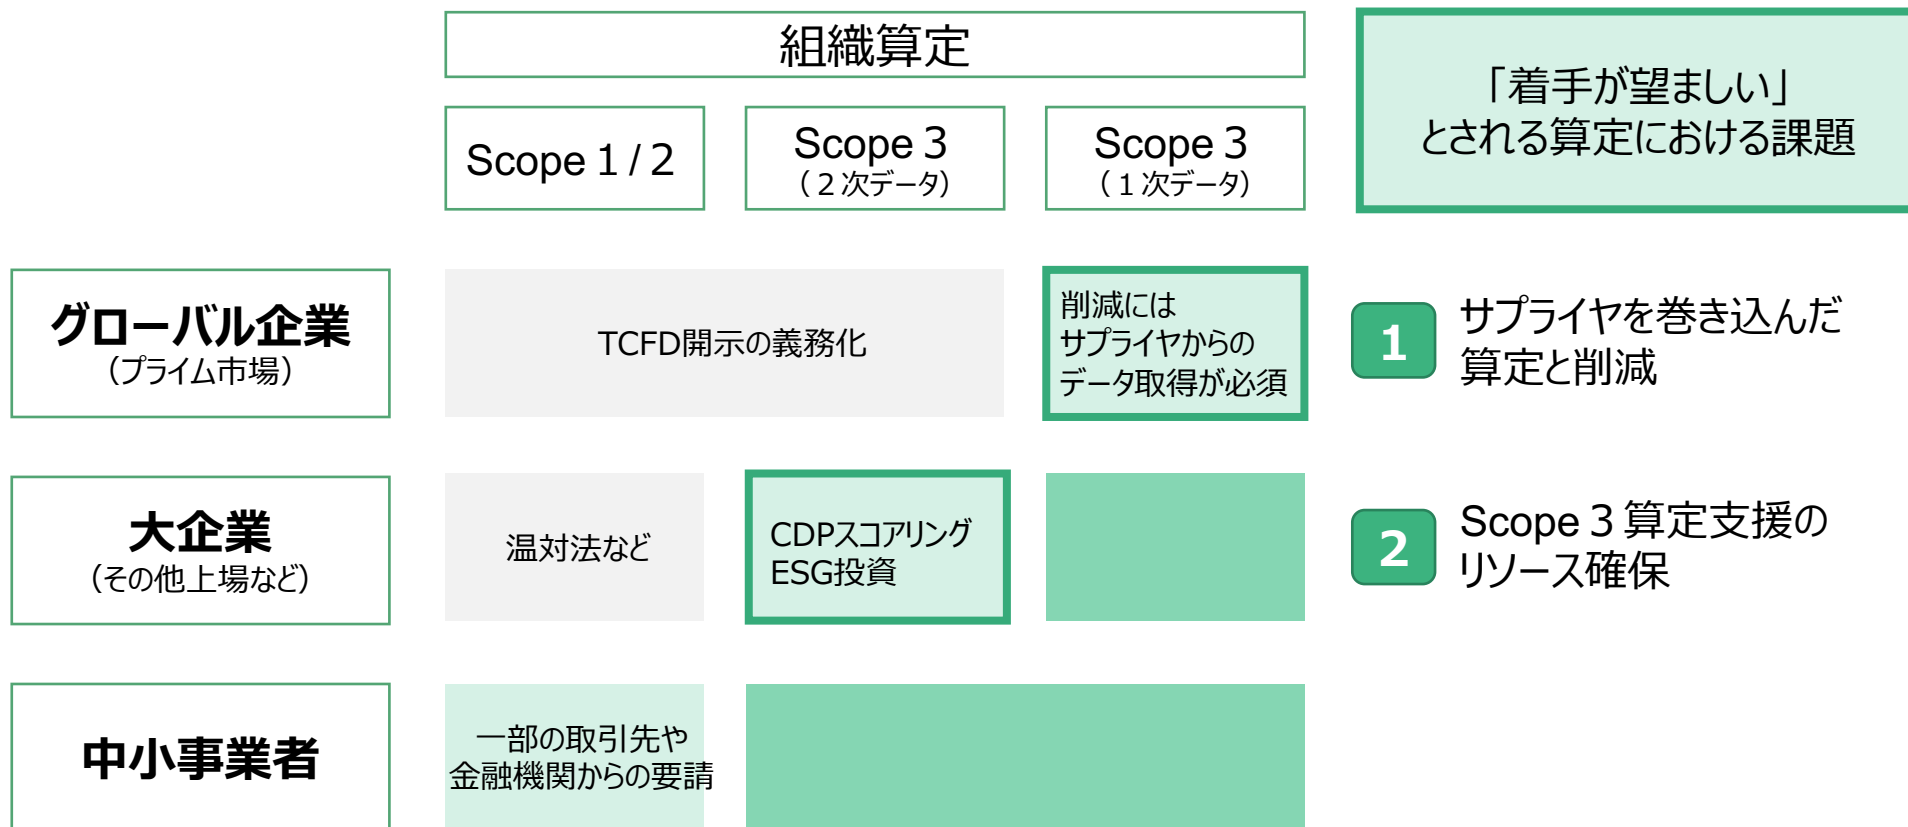 組織算定
「着手が望ましい」
とされる算定における課題
Scope 1 / 2
Scope 3
(2次データ)
Scope 3
(1次データ)
グローバル企業
(プライム市場)
TCFD開示の義務化
削減には
サプライヤからの
データ取得が必須
1
サプライヤを巻き込んだ
算定と削減
大企業
(その他上場など)
温対法など
CDPスコアリング
ESG投資
2
Scope 3 算定支援の
リソース確保
中小事業者
一部の取引先や
金融機関からの要請